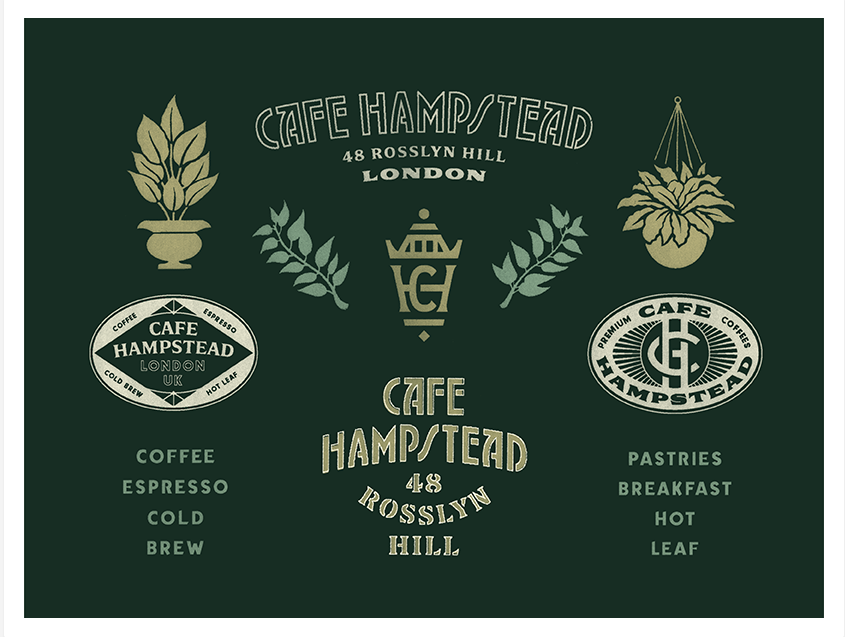 CAFE HAMPSTEAD
48 ROSSLYN HILL
LONDON
HC
COFFEE
ESPRESSO
CAFE
HAMPSTEAD
LONDON
UK
COLD BREW
HOT LEAF
CAFE
PREMIUM
COFFEES
HC
HAMPSTEAD
CAFE
HAMPSTEAD
48
ROSSLYN
HILL
COFFEE
ESPRESSO
COLD
BREW
PASTRIES
BREAKFAST
HOT
LEAF